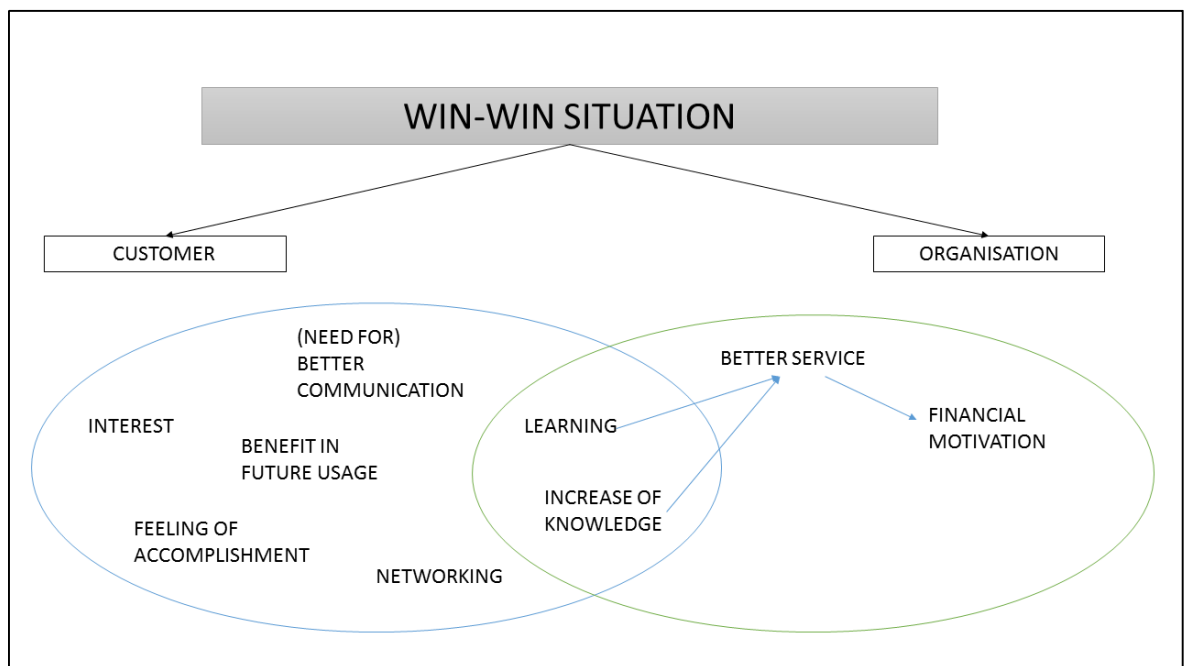 WIN-WIN SITUATION
CUSTOMER
ORGANISATION
(NEED FOR)
BETTER
COMMUNICATION
INTEREST
BENEFIT IN
FUTURE USAGE
FEELING OF
ACCOMPLISHMENT
NETWORKING
LEARNING
INCREASE OF
KNOWLEDGE
BETTER SERVICE
FINANCIAL
MOTIVATION